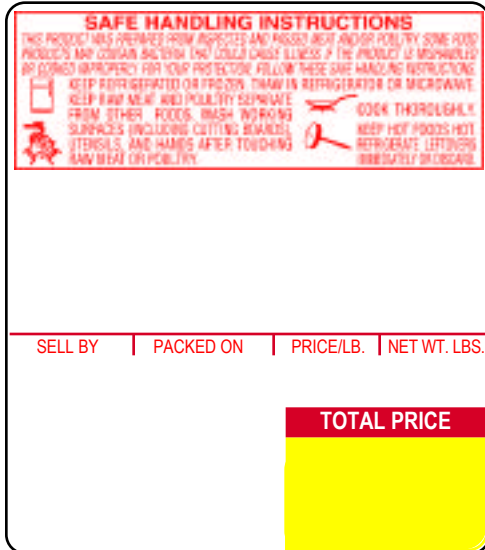 SAFE HANDLING INSTRUCTIONS
THIS PRODUCT WAS PREPARED FROM INSPECTED AND PASSED MEAT AND/OR POULTRY. SOME FOOD
PRODUCTS MAY CONTAIN BACTERIA THAT COULD CAUSE ILLNESS IF THE PRODUCT IS MISHANDLED
OR COOKED IMPROPERLY. FOR YOUR PROTECTION, FOLLOW THESE SAFE HANDLING INSTRUCTIONS.
KEEP REFRIGERATED OR FROZEN. THAW IN REFRIGERATOR OR MICROWAVE.
KEEP RAW MEAT AND POULTRY SEPARATE
FROM OTHER FOODS. WASH WORKING
SURFACES (INCLUDING CUTTING BOARDS),
UTENSILS, AND HANDS AFTER TOUCHING
RAW MEAT OR POULTRY.
COOK THOROUGHLY.
KEEP HOT FOODS HOT.
REFRIGERATE LEFTOVERS
IMMEDIATELY OR DISCARD.
SELL BY PACKED ON PRICE/LB. NET WT. LBS.
TOTAL PRICE